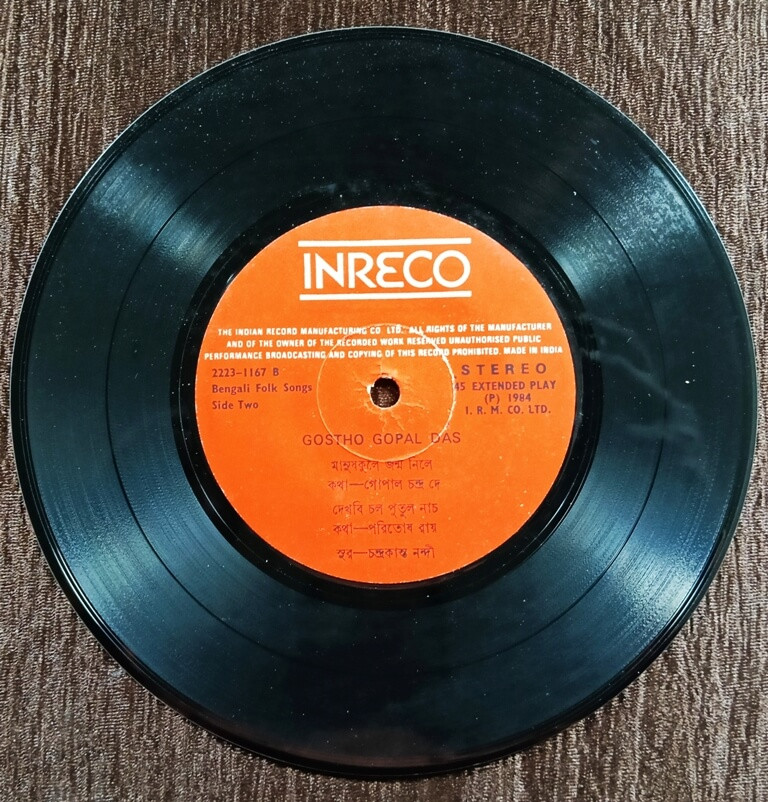 INRECO
THE INDIAN RECORD MANUFACTURING CO. LTD. ALL RIGHTS OF THE MANUFACTURER
AND OF THE OWNER OF THE RECORDED WORK RESERVED UNAUTHORISED PUBLIC
PERFORMANCE BROADCASTING AND COPYING OF THIS RECORD PROHIBITED. MADE IN INDIA
2223-1167 B
Bengali Folk Songs
Side Two
STEREO
45 EXTENDED PLAY
(P) 1984
I. R. M. CO. LTD.
GOSTHO GOPAL DAS
মানুষকুলে জন্ম নিলে
কথা—গোপাল চন্দ্র দে
দেখবি চল পুতুল নাচ
কথা—পরিতোষ রায়
সুর—চন্দ্রকান্ত নন্দী